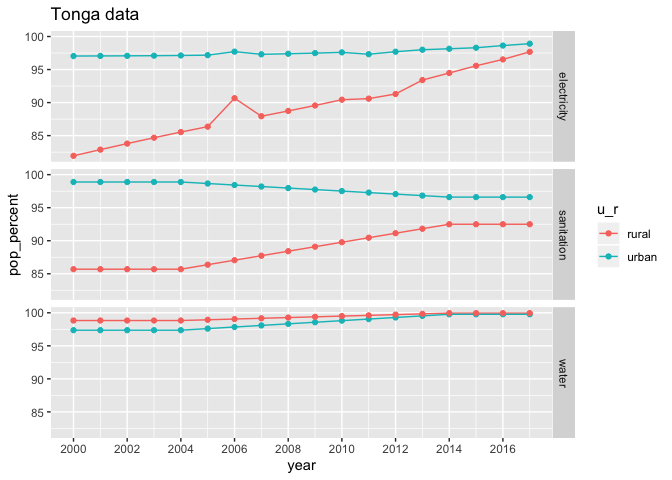 Tonga data
100
95
90
85
electricity
100
95
90
85
sanitation
100
95
90
85
water
pop_percent
2000 2002 2004 2006 2008 2010 2012 2014 2016
year
u_r
rural
urban